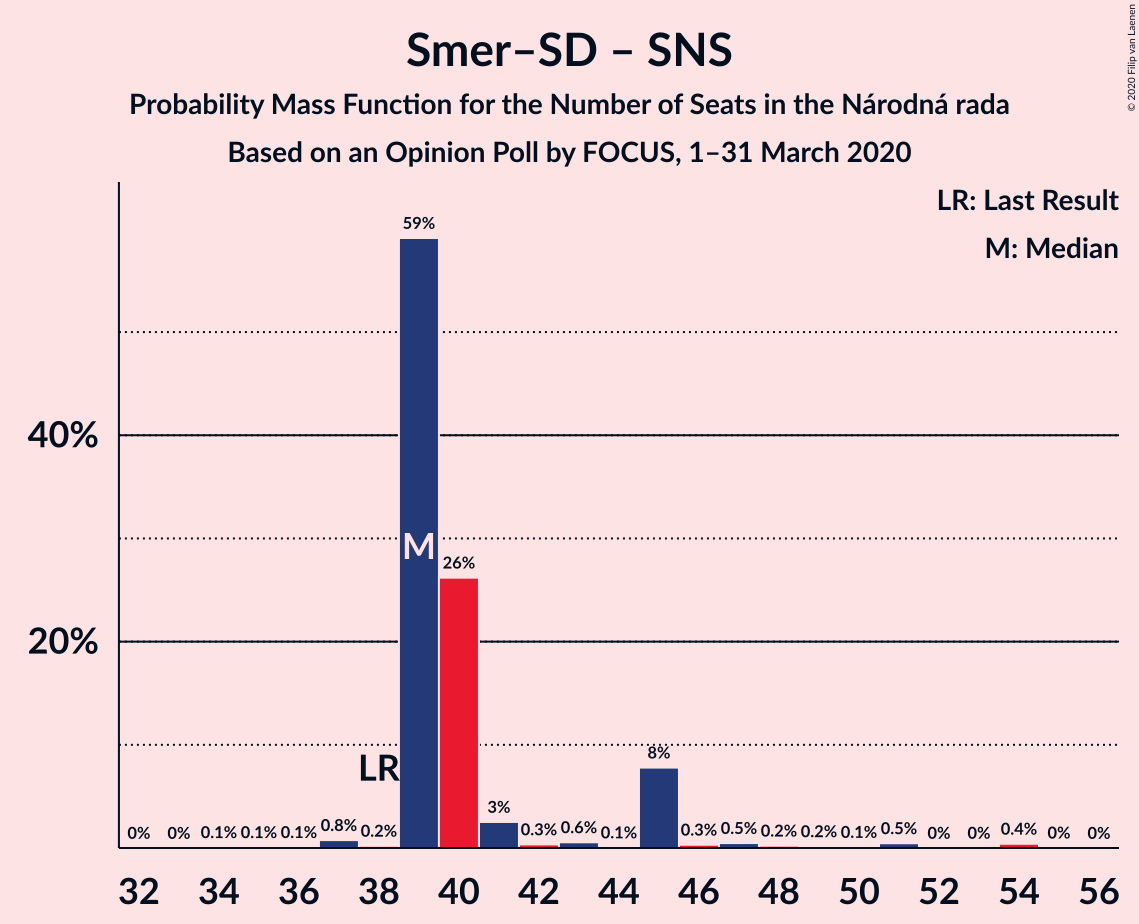 Smer–SD – SNS
Probability Mass Function for the Number of Seats in the Národná rada
Based on an Opinion Poll by FOCUS, 1–31 March 2020
© 2020 Filip van Laenen
LR: Last Result
M: Median
59%
40%
M
26%
20%
LR
8%
3%
0% 0% 0.1% 0.1% 0.1% 0.8% 0.2% 0.3% 0.6% 0.1% 0.3% 0.5% 0.2% 0.2% 0.1% 0.5% 0% 0% 0.4% 0% 0%
32 34 36 38 40 42 44 46 48 50 52 54 56